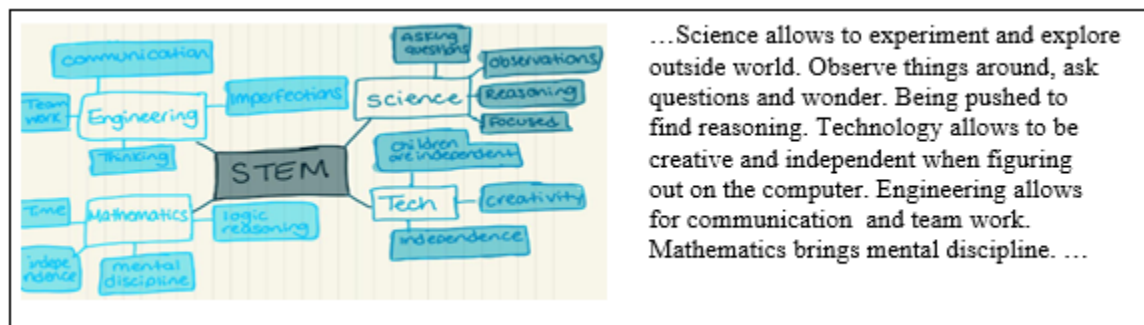 communication
Team
work
Engineering
imperfections
Thinking
Asking
questions
observations
science
Reasoning
Focused
STEM
children
are independent
Tech
creativity
independence
Time
Mathematics
logic
reasoning
indepe
ndence
mental
discipline
…Science allows to experiment and explore
outside world. Observe things around, ask
questions and wonder. Being pushed to
find reasoning. Technology allows to be
creative and independent when figuring
out on the computer. Engineering allows
for communication and team work.
Mathematics brings mental discipline. …